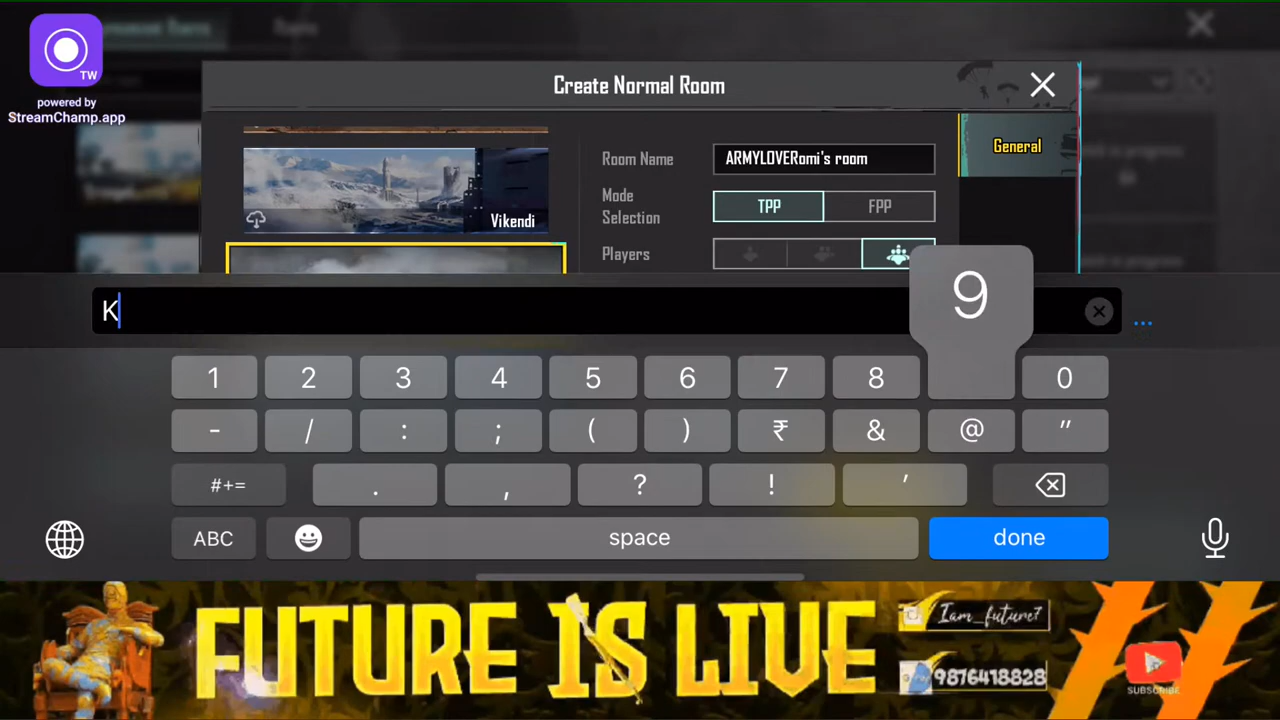 TW
powered by
StreamChamp.app
Create Normal Room
General
Room Name
ARMYLOVERomi's room
Mode
Selection
TPP
FPP
Players
Vikendi
K
9
...
1 2 3 4 5 6 7 8 0
- / : ; ( ) ₹ & @ "
#+= . , ? ! '
ABC space done
FUTURE IS LIVE
Iam_future7
9876418828
SUBSCRIBE